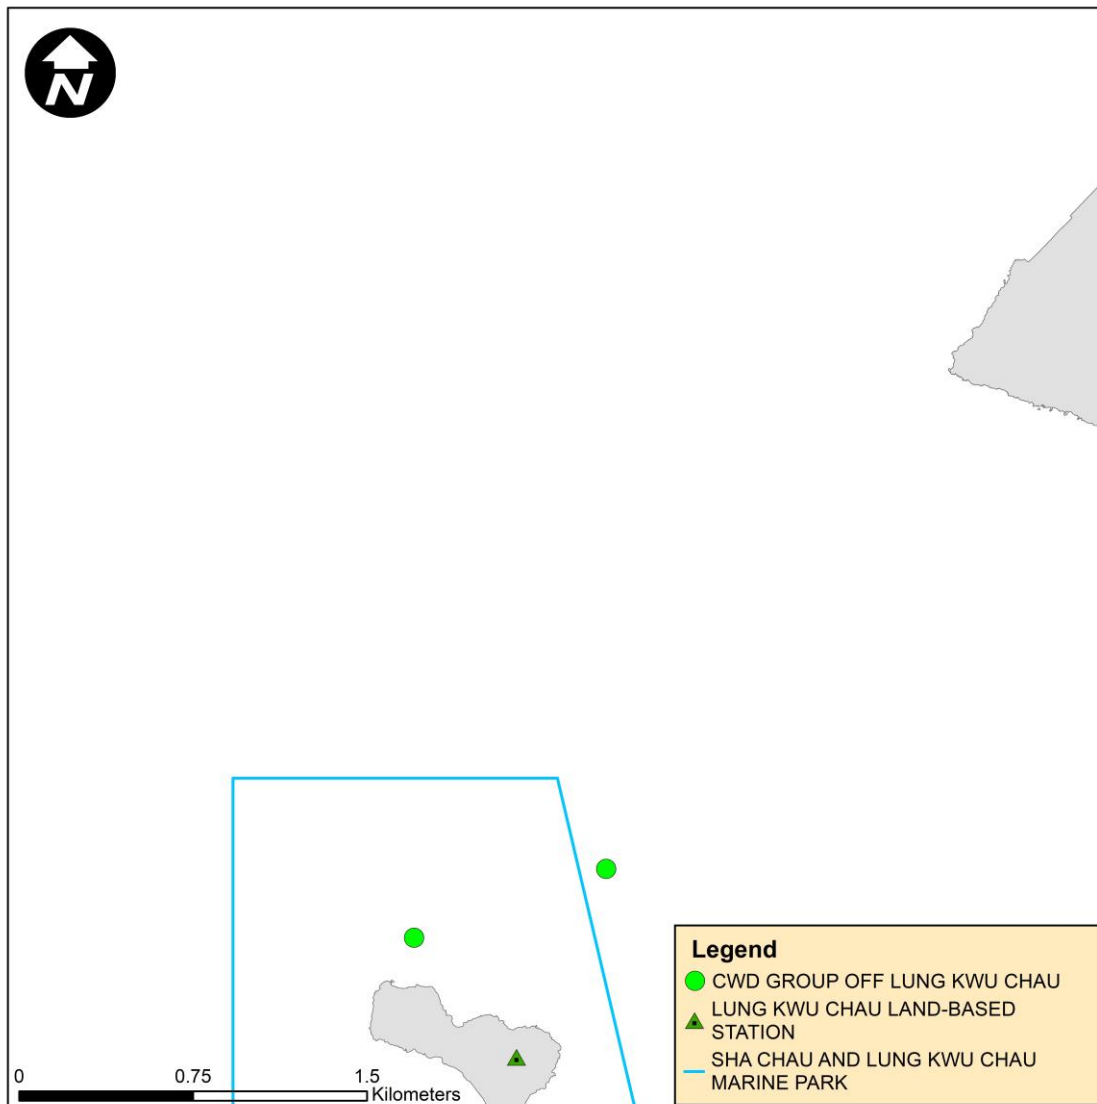 N
Legend
CWD GROUP OFF LUNG KWU CHAU
LUNG KWU CHAU LAND-BASED
STATION
SHA CHAU AND LUNG KWU CHAU
MARINE PARK
0 0.75 1.5
Kilometers